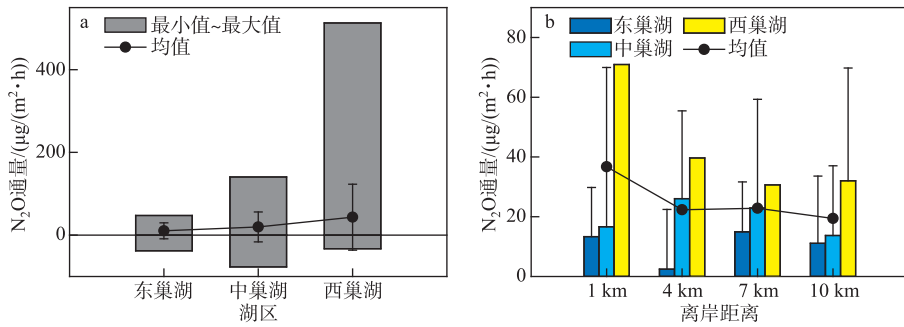 a
最小值~最大值
均值
N₂O通量/(μg/(m²·h))
400
200
0
东巢湖
中巢湖
西巢湖
湖区
b
东巢湖
西巢湖
中巢湖
均值
N₂O通量/(μg/(m²·h))
80
60
40
20
0
1 km
4 km
7 km
10 km
离岸距离